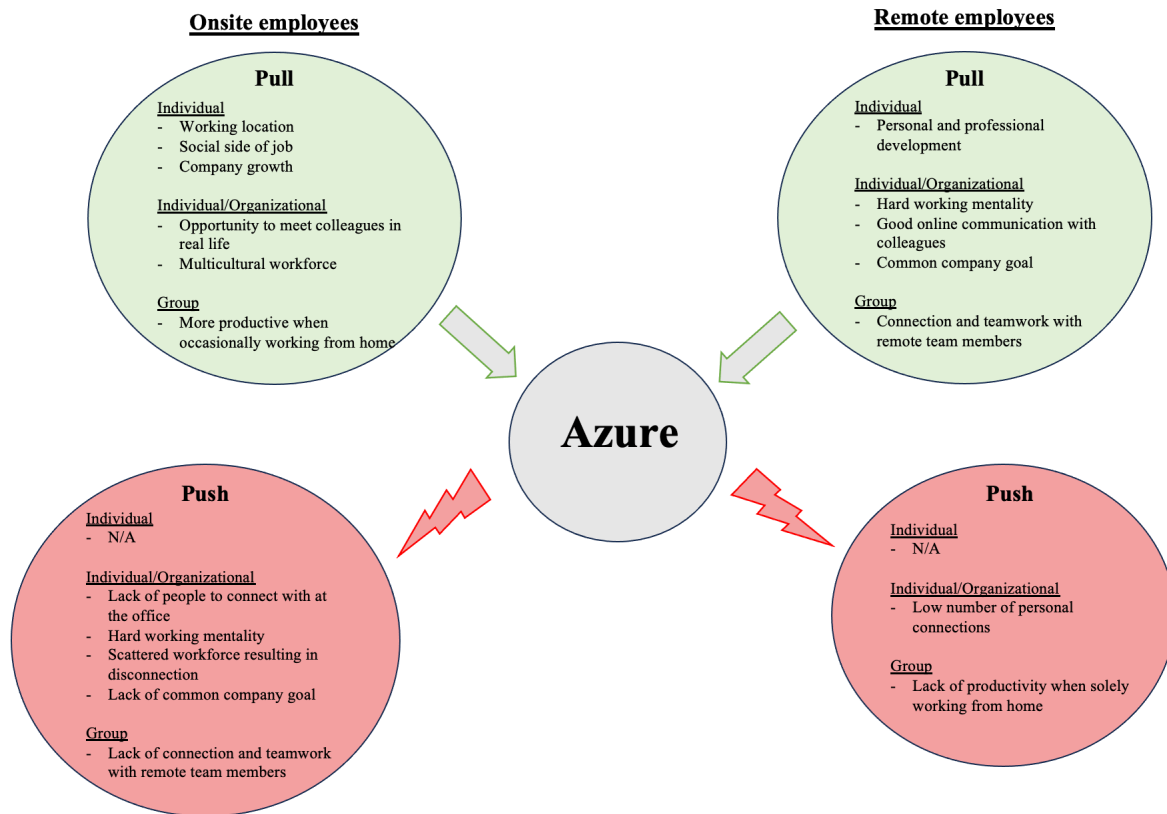 Onsite employees
Remote employees
Pull
Individual
- Working location
- Social side of job
- Company growth
Individual/Organizational
- Opportunity to meet colleagues in
real life
- Multicultural workforce
Group
- More productive when
occasionally working from home
Pull
Individual
- Personal and professional
development
Individual/Organizational
- Hard working mentality
- Good online communication with
colleagues
- Common company goal
Group
- Connection and teamwork with
remote team members
Azure
Push
Individual
- N/A
Individual/Organizational
- Lack of people to connect with at
the office
- Hard working mentality
- Scattered workforce resulting in
disconnection
- Lack of common company goal
Group
- Lack of connection and teamwork
with remote team members
Push
Individual
- N/A
Individual/Organizational
- Low number of personal
connections
Group
- Lack of productivity when solely
working from home